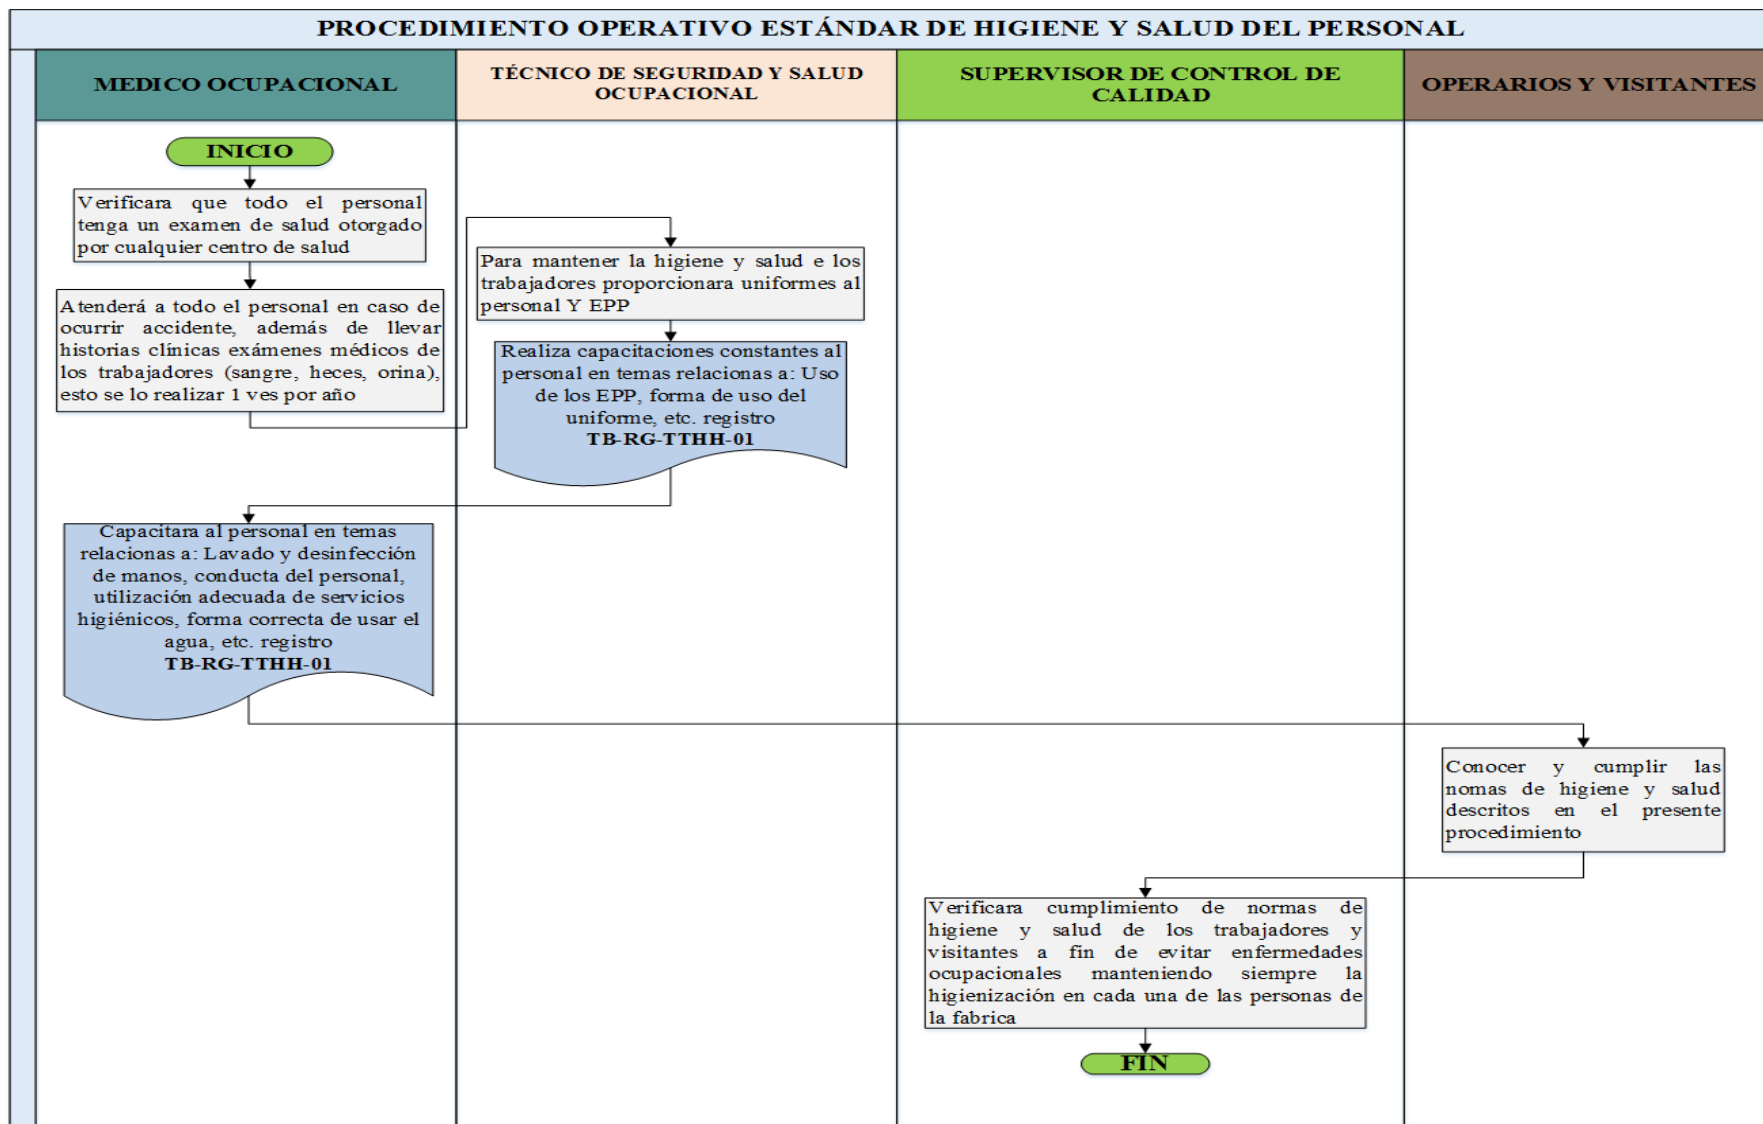 PROCEDIMIENTO OPERATIVO ESTÁNDAR DE HIGIENE Y SALUD DEL PERSONAL
MEDICO OCUPACIONAL
TÉCNICO DE SEGURIDAD Y SALUD
OCUPACIONAL
SUPERVISOR DE CONTROL DE
CALIDAD
OPERARIOS Y VISITANTES
INICIO
Verificara que todo el personal
tenga un examen de salud otorgado
por cualquier centro de salud
Atenderá a todo el personal en caso de
ocurrir accidente, además de llevar
historias clínicas exámenes médicos de
los trabajadores (sangre, heces, orina),
esto se lo realizar 1 ves por año
Para mantener la higiene y salud e los
trabajadores proporcionara uniformes al
personal Y EPP
Realiza capacitaciones constantes al
personal en temas relacionas a: Uso
de los EPP, forma de uso del
uniforme, etc. registro
TB-RG-TTHH-01
Capacitara al personal en temas
relacionas a: Lavado y desinfección
de manos, conducta del personal,
utilización adecuada de servicios
higiénicos, forma correcta de usar el
agua, etc. registro
TB-RG-TTHH-01
Conocer y cumplir las
nomas de higiene y salud
descritos en el presente
procedimiento
Verificara cumplimiento de normas de
higiene y salud de los trabajadores y
visitantes a fin de evitar enfermedades
ocupacionales manteniendo siempre la
higienización en cada una de las personas de
la fabrica
FIN